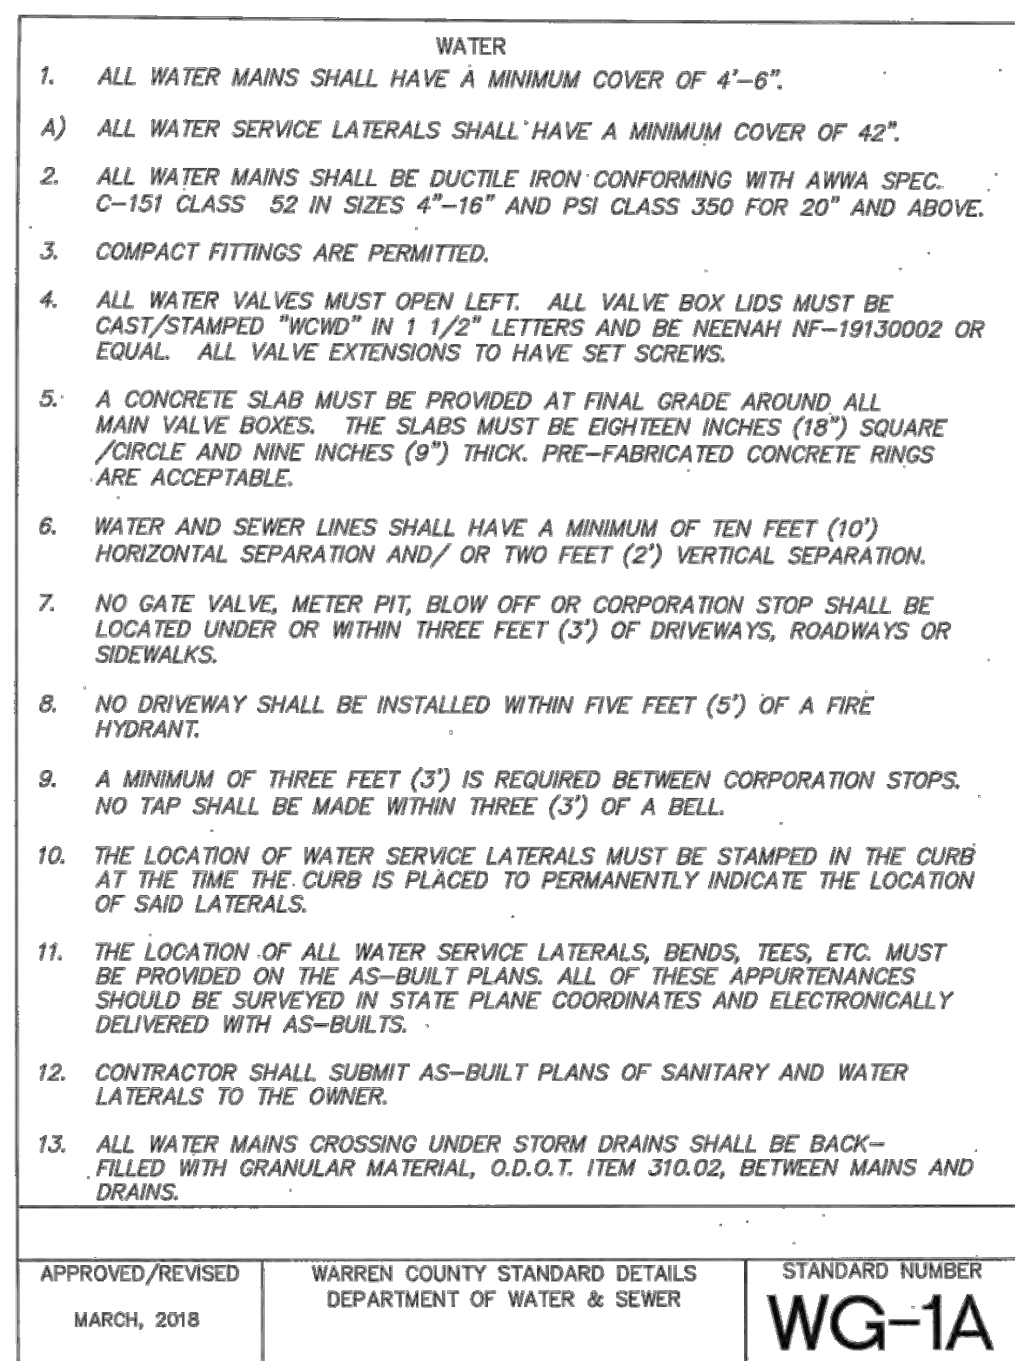 WATER
1. ALL WATER MAINS SHALL HAVE A MINIMUM COVER OF 4'-6".
A) ALL WATER SERVICE LATERALS SHALL HAVE A MINIMUM COVER OF 42".
2. ALL WATER MAINS SHALL BE DUCTILE IRON CONFORMING WITH AWWA SPEC.
C-151 CLASS 52 IN SIZES 4"-16" AND PSI CLASS 350 FOR 20" AND ABOVE.
3. COMPACT FITTINGS ARE PERMITTED.
4. ALL WATER VALVES MUST OPEN LEFT. ALL VALVE BOX LIDS MUST BE
CAST/STAMPED "WCWD" IN 1 1/2" LETTERS AND BE NEENAH NF-19130002 OR
EQUAL. ALL VALVE EXTENSIONS TO HAVE SET SCREWS.
5. A CONCRETE SLAB MUST BE PROVIDED AT FINAL GRADE AROUND ALL
MAIN VALVE BOXES. THE SLABS MUST BE EIGHTEEN INCHES (18") SQUARE
/CIRCLE AND NINE INCHES (9") THICK. PRE-FABRICATED CONCRETE RINGS
ARE ACCEPTABLE.
6. WATER AND SEWER LINES SHALL HAVE A MINIMUM OF TEN FEET (10')
HORIZONTAL SEPARATION AND/ OR TWO FEET (2') VERTICAL SEPARATION.
7. NO GATE VALVE, METER PIT, BLOW OFF OR CORPORATION STOP SHALL BE
LOCATED UNDER OR WITHIN THREE FEET (3') OF DRIVEWAYS, ROADWAYS OR
SIDEWALKS.
8. NO DRIVEWAY SHALL BE INSTALLED WITHIN FIVE FEET (5') OF A FIRE
HYDRANT.
9. A MINIMUM OF THREE FEET (3') IS REQUIRED BETWEEN CORPORATION STOPS.
NO TAP SHALL BE MADE WITHIN THREE (3') OF A BELL.
10. THE LOCATION OF WATER SERVICE LATERALS MUST BE STAMPED IN THE CURB
AT THE TIME THE CURB IS PLACED TO PERMANENTLY INDICATE THE LOCATION
OF SAID LATERALS.
11. THE LOCATION OF ALL WATER SERVICE LATERALS, BENDS, TEES, ETC. MUST
BE PROVIDED ON THE AS-BUILT PLANS. ALL OF THESE APPURTENANCES
SHOULD BE SURVEYED IN STATE PLANE COORDINATES AND ELECTRONICALLY
DELIVERED WITH AS-BUILTS.
12. CONTRACTOR SHALL SUBMIT AS-BUILT PLANS OF SANITARY AND WATER
LATERALS TO THE OWNER.
13. ALL WATER MAINS CROSSING UNDER STORM DRAINS SHALL BE BACK-
FILLED WITH GRANULAR MATERIAL, O.D.O.T. ITEM 310.02, BETWEEN MAINS AND
DRAINS.
APPROVED/REVISED
MARCH, 2018
WARREN COUNTY STANDARD DETAILS
DEPARTMENT OF WATER & SEWER
STANDARD NUMBER
WG-1A